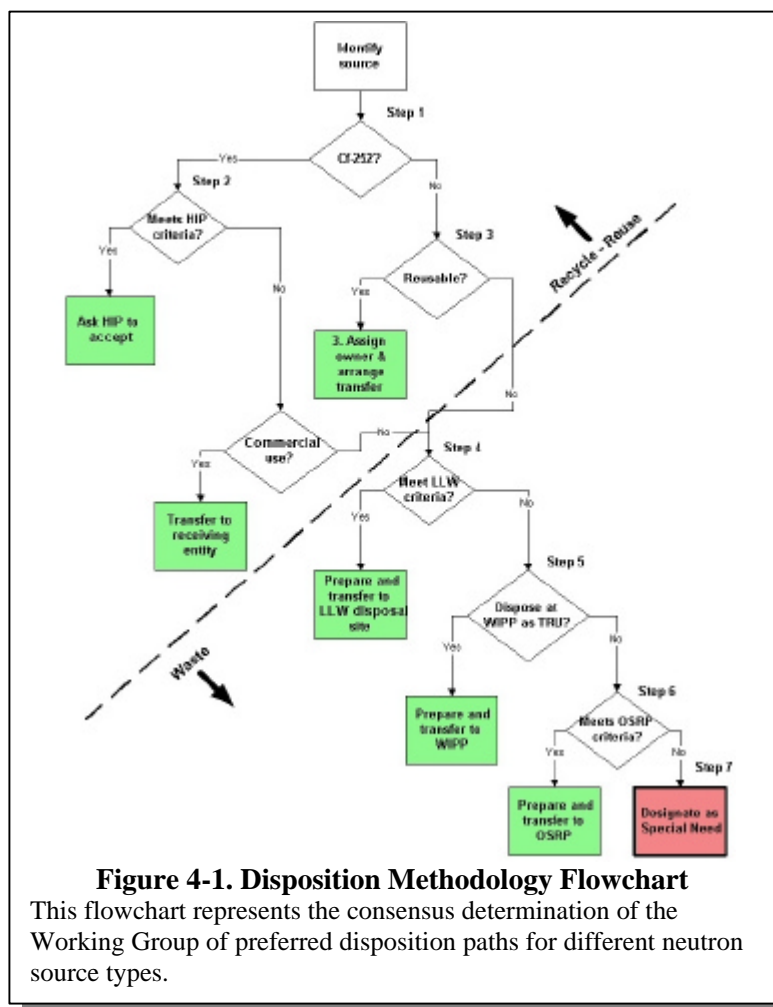 Identify
source
Step 1
Cf-252?
Yes
No
Step 2
Meets HIP
criteria?
Yes
No
Step 3
Reusable?
Yes
No
Recycle - Reuse
Ask HIP to
accept
3. Assign
owner &
arrange
transfer
Commercial
use?
Yes
No
Step 4
Meet LLW
criteria?
Yes
No
Transfer to
receiving
entity
Step 5
Prepare and
transfer to
LLW disposal
site
Dispose at
WIPP as TRU?
Yes
No
Waste
Step 6
Prepare and
transfer to
WIPP
Meets OSRP
criteria?
Yes
No
Step 7
Prepare and
transfer to
OSRP
Designate as
Special Need
Figure 4-1. Disposition Methodology Flowchart
This flowchart represents the consensus determination of the
Working Group of preferred disposition paths for different neutron
source types.